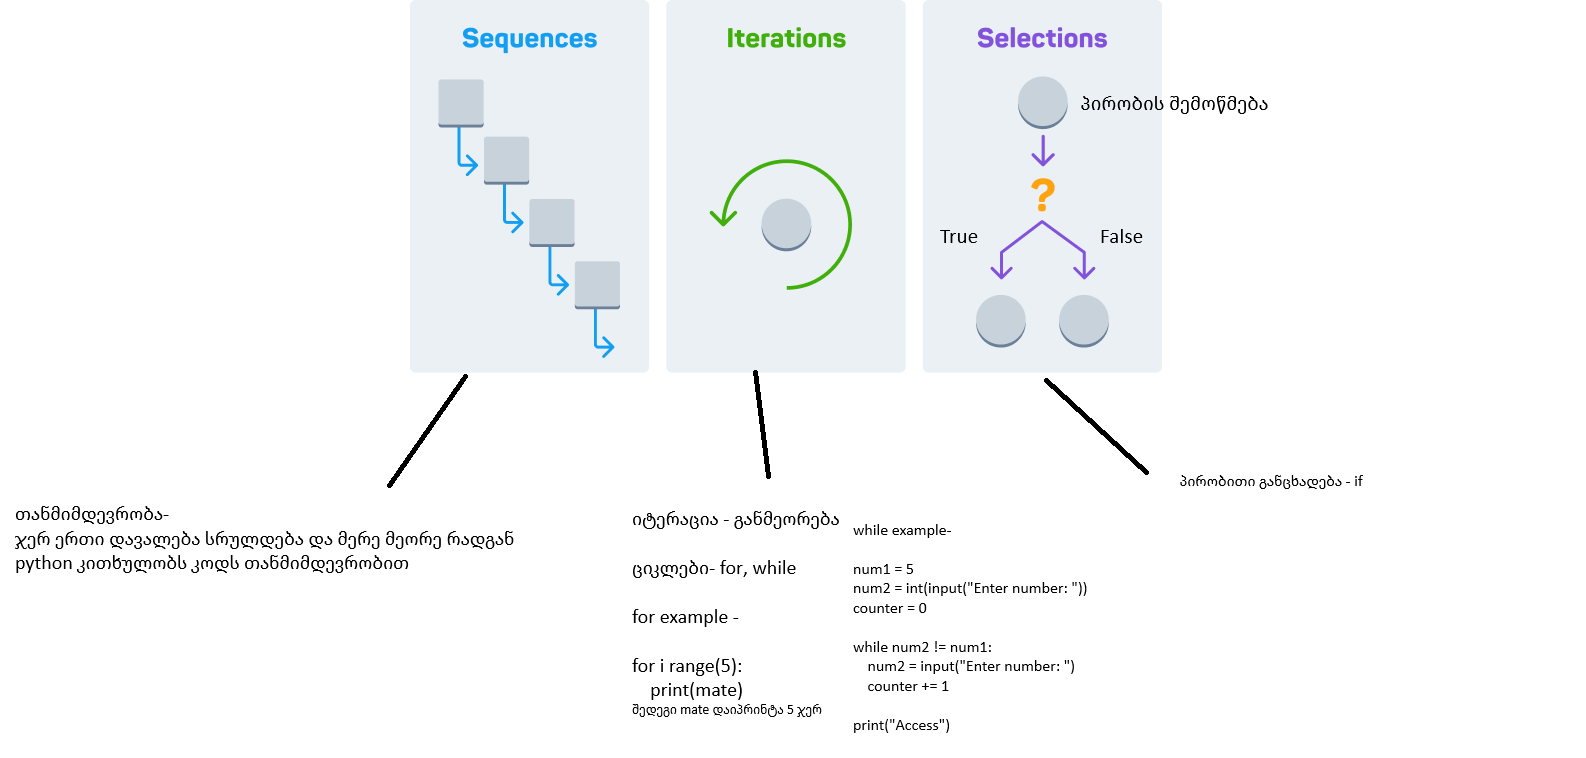 Sequences
Iterations
Selections
პირობის შემოწმება
?
True
False
თანმიმდევრობა-
ჯერ ერთი დავალება სრულდება და მერე მეორე რადგან
python კითხულობს კოდს თანმიმდევრობით
იტერაცია - განმეორება
ციკლები- for, while
for example -
for i range(5):
    print(mate)
შედეგი mate დაიპრინტა 5 ჯერ
while example-
num1 = 5
num2 = int(input("Enter number: "))
counter = 0
while num2 != num1:
    num2 = input("Enter number: ")
    counter += 1
print("Access")
პირობითი განცხადება - if